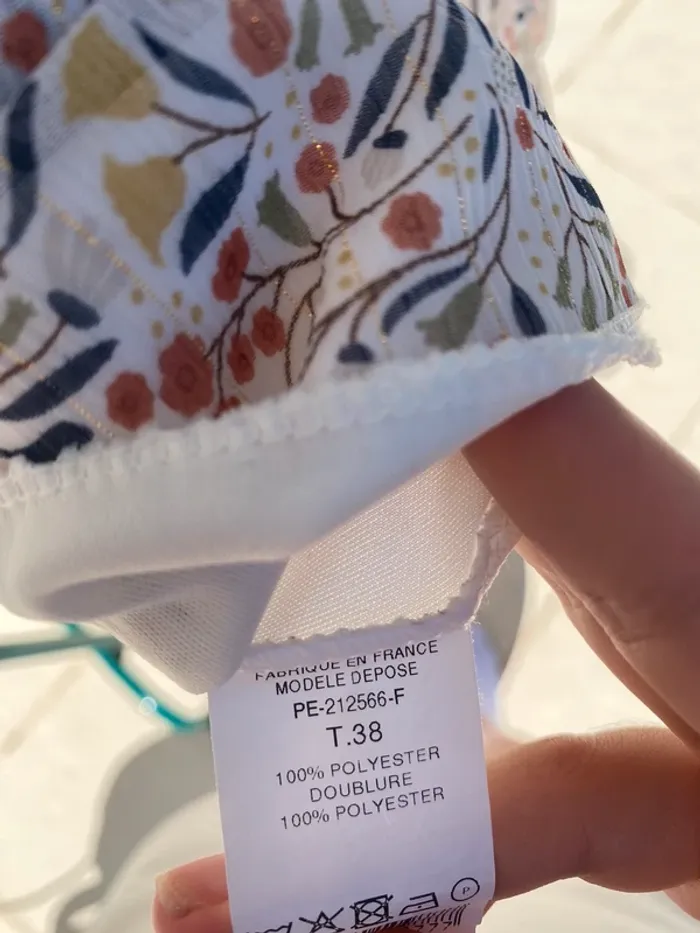 FABRIQUE EN FRANCE
MODELE DEPOSE
PE-212566-F
T.38
100% POLYESTER
DOUBLURE
100% POLYESTER
P